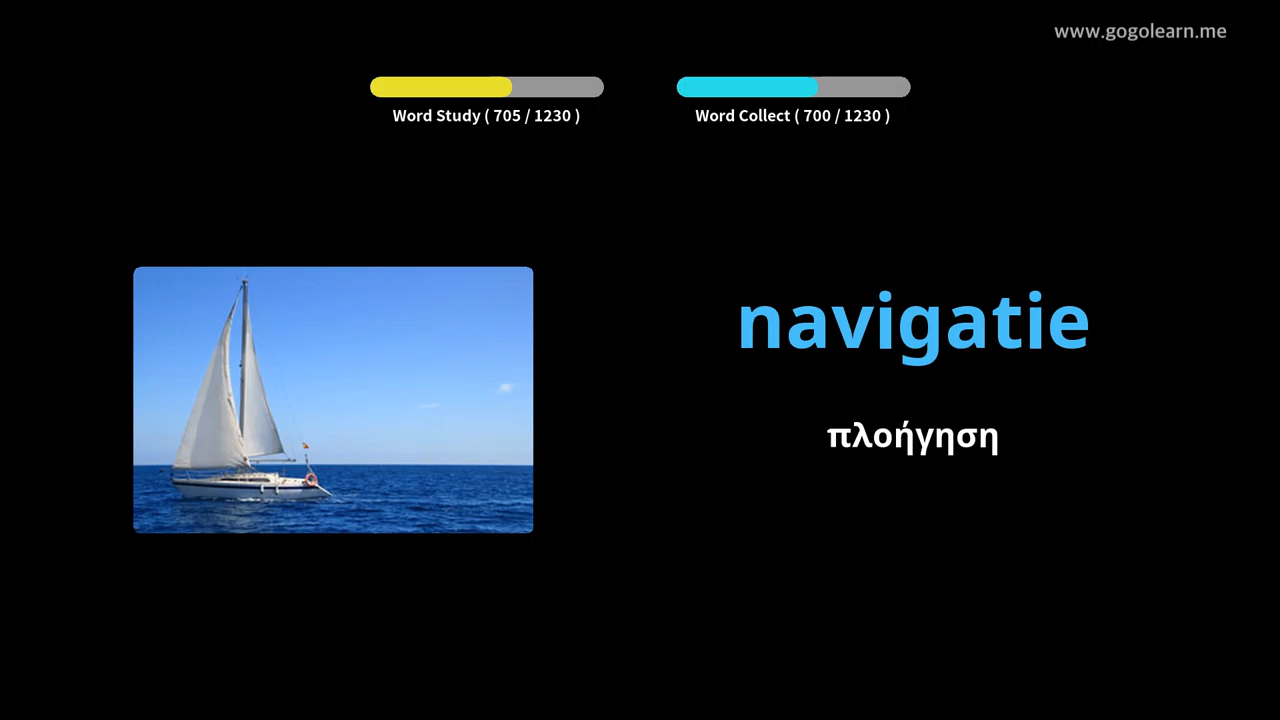 www.gogolearn.me
Word Study ( 705 / 1230 )
Word Collect ( 700 / 1230 )
navigatie
πλοήγηση